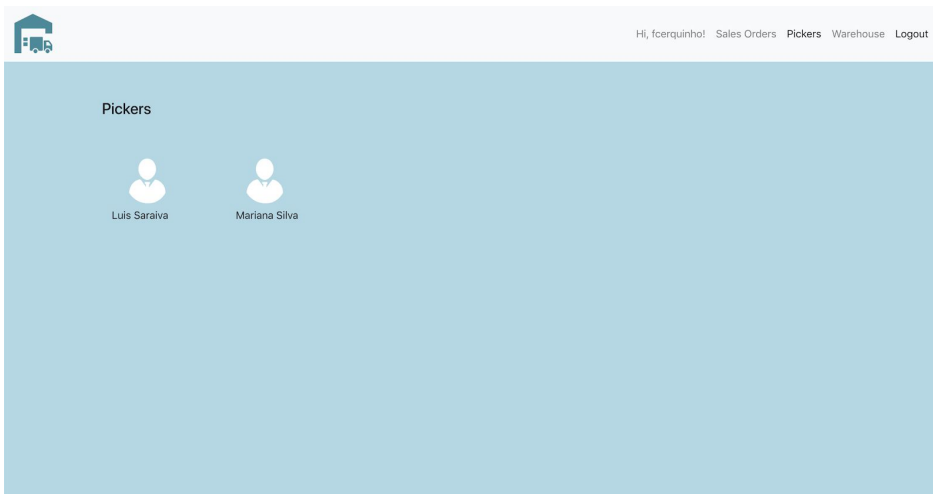 Hi, fcerquinho! Sales Orders Pickers Warehouse Logout
Pickers
Luis Saraiva Mariana Silva